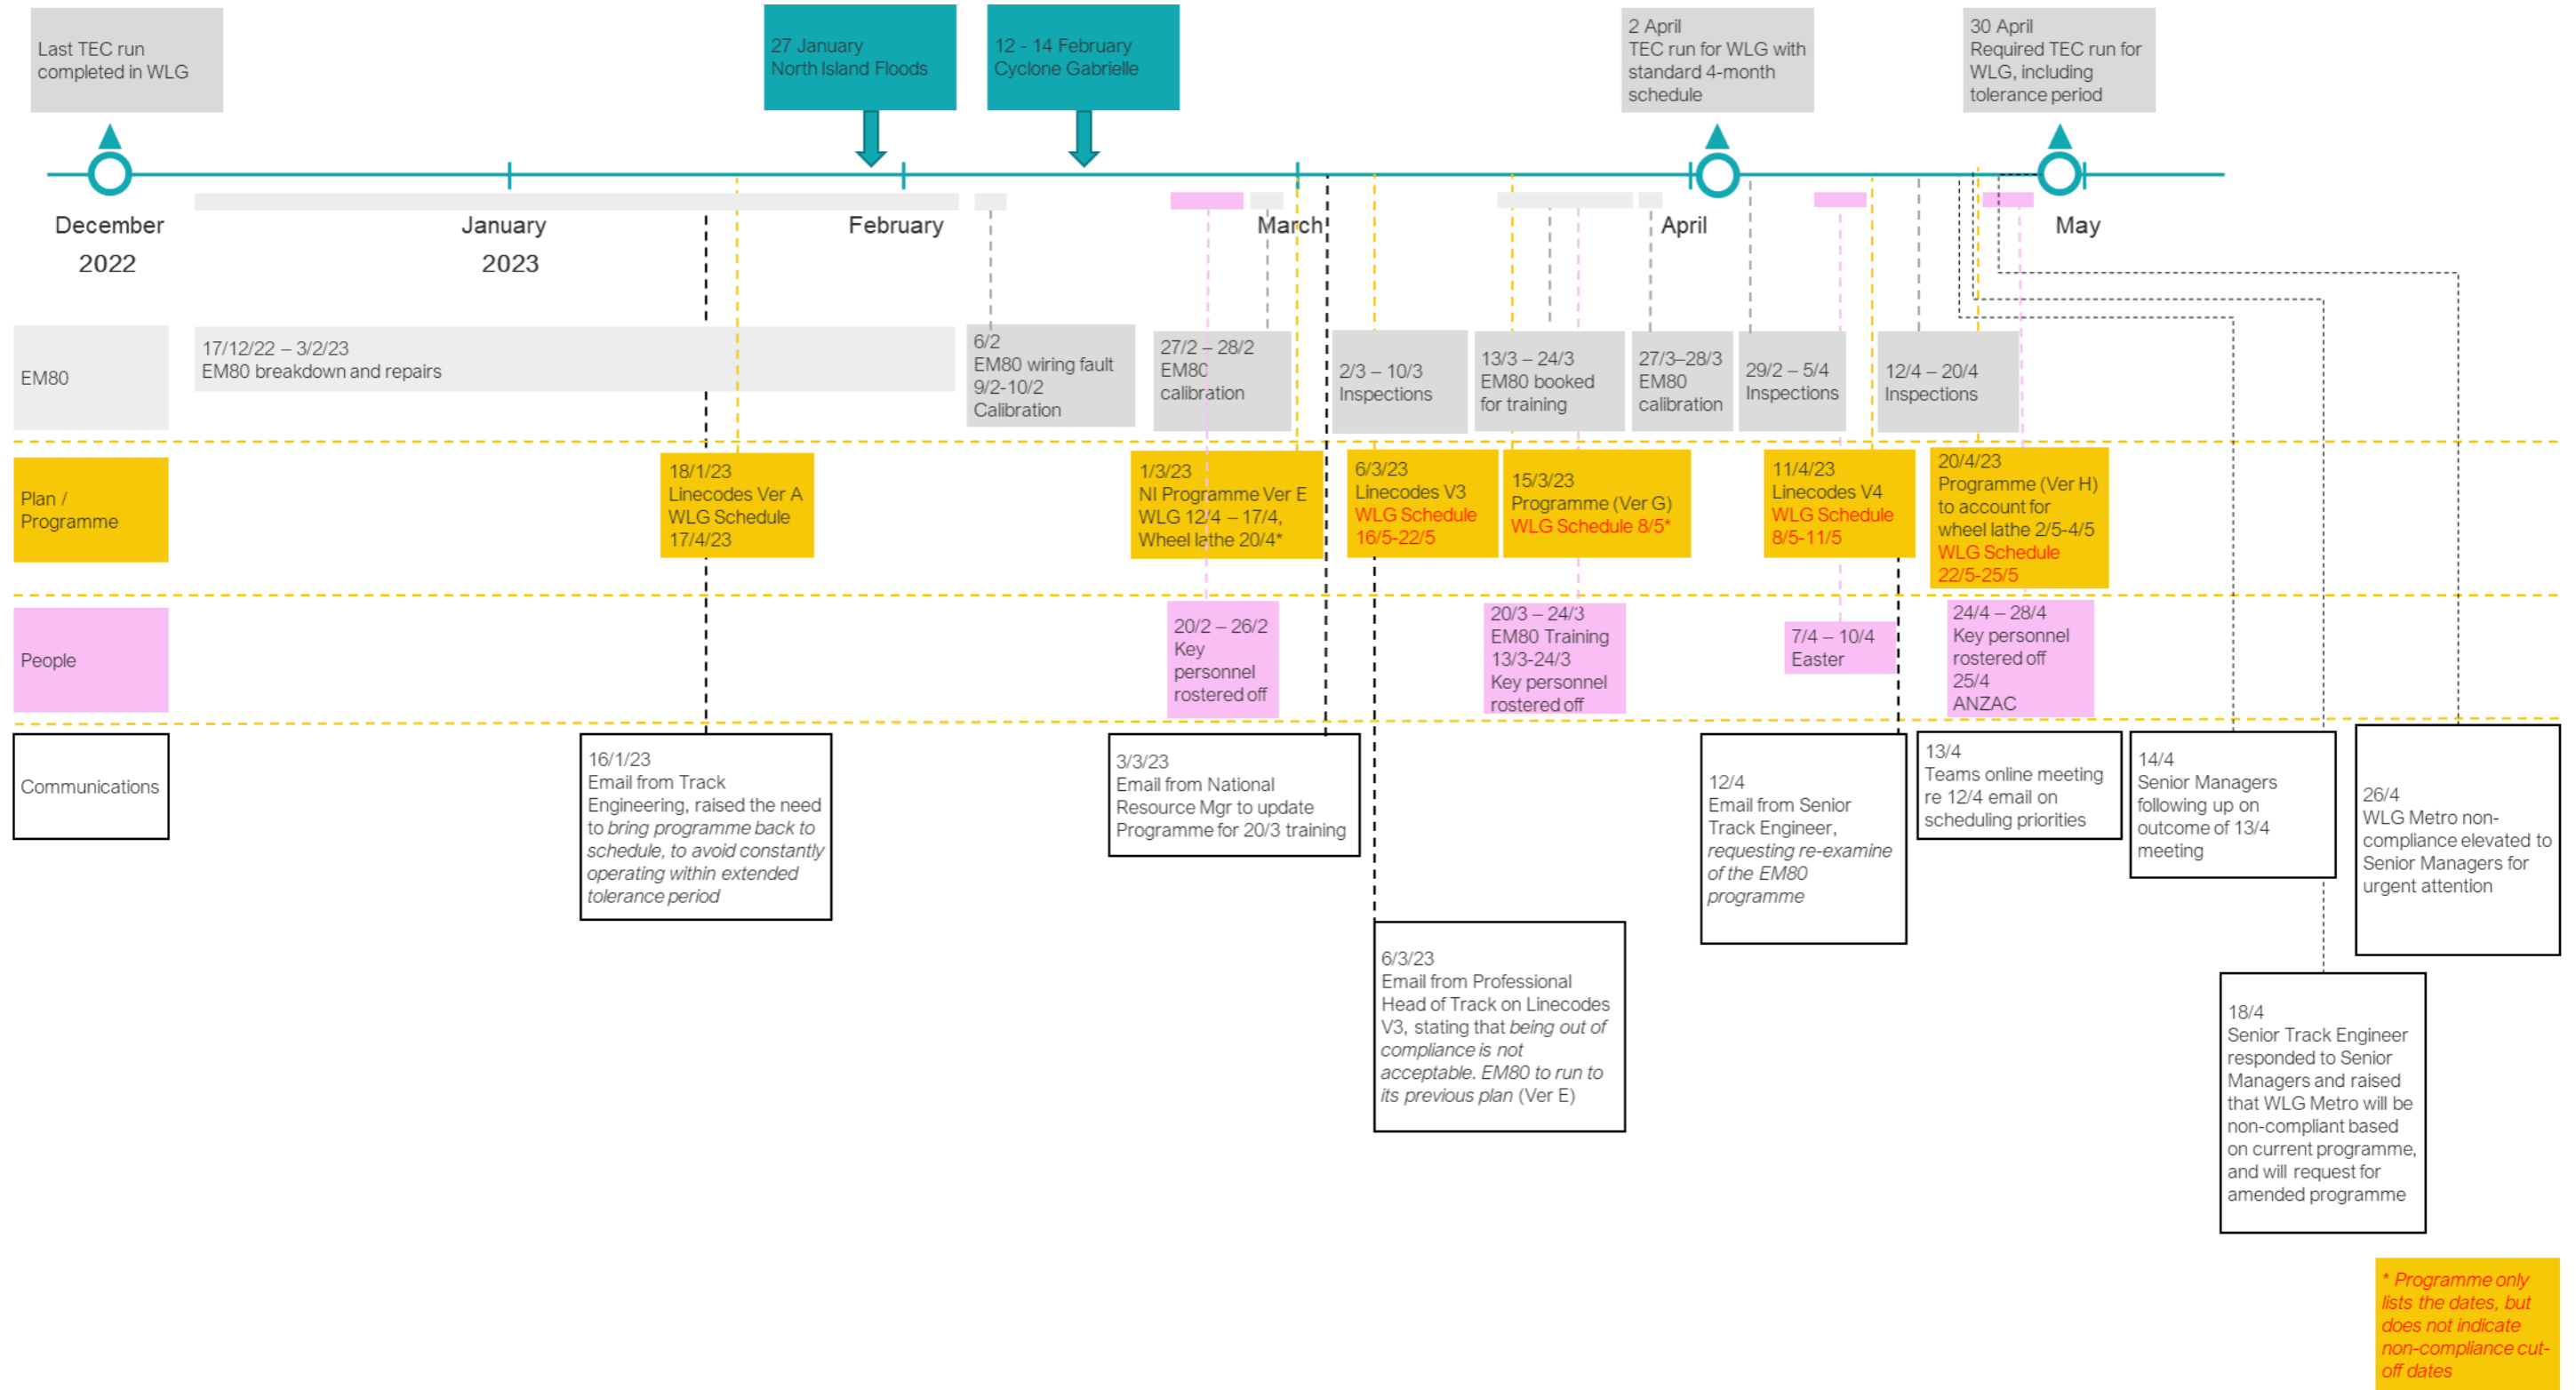 Last TEC run
completed in WLG
27 January
North Island Floods
12 - 14 February
Cyclone Gabrielle
2 April
TEC run for WLG with
standard 4-month
schedule
30 April
Required TEC run for
WLG, including
tolerance period
December
2022
January
2023
February
March
April
May
EM80
17/12/22 – 3/2/23
EM80 breakdown and repairs
6/2
EM80 wiring fault
9/2-10/2
Calibration
27/2 – 28/2
EM80
calibration
2/3 – 10/3
Inspections
13/3 – 24/3
EM80 booked
for training
27/3–28/3
EM80
calibration
29/2 – 5/4
Inspections
12/4 – 20/4
Inspections
Plan /
Programme
18/1/23
Linecodes Ver A
WLG Schedule
17/4/23
1/3/23
NI Programme Ver E
WLG 12/4 – 17/4,
Wheel lathe 20/4*
6/3/23
Linecodes V3
WLG Schedule
16/5-22/5
15/3/23
Programme (Ver G)
WLG Schedule 8/5*
11/4/23
Linecodes V4
WLG Schedule
8/5-11/5
20/4/23
Programme (Ver H)
to account for
wheel lathe 2/5-4/5
WLG Schedule
22/5-25/5
People
20/2 – 26/2
Key
personnel
rostered off
20/3 – 24/3
EM80 Training
13/3-24/3
Key personnel
rostered off
7/4 – 10/4
Easter
24/4 – 28/4
Key personnel
rostered off
25/4
ANZAC
Communications
16/1/23
Email from Track
Engineering, raised the need
to bring programme back to
schedule, to avoid constantly
operating within extended
tolerance period
3/3/23
Email from National
Resource Mgr to update
Programme for 20/3 training
6/3/23
Email from Professional
Head of Track on Linecodes
V3, stating that being out of
compliance is not
acceptable. EM80 to run to
its previous plan (Ver E)
12/4
Email from Senior
Track Engineer,
requesting re-examine
of the EM80
programme
13/4
Teams online meeting
re 12/4 email on
scheduling priorities
14/4
Senior Managers
following up on
outcome of 13/4
meeting
18/4
Senior Track Engineer
responded to Senior
Managers and raised
that WLG Metro will be
non-compliant based
on current programme,
and will request for
amended programme
26/4
WLG Metro non-
compliance elevated to
Senior Managers for
urgent attention
* Programme only
lists the dates, but
does not indicate
non-compliance cut-
off dates